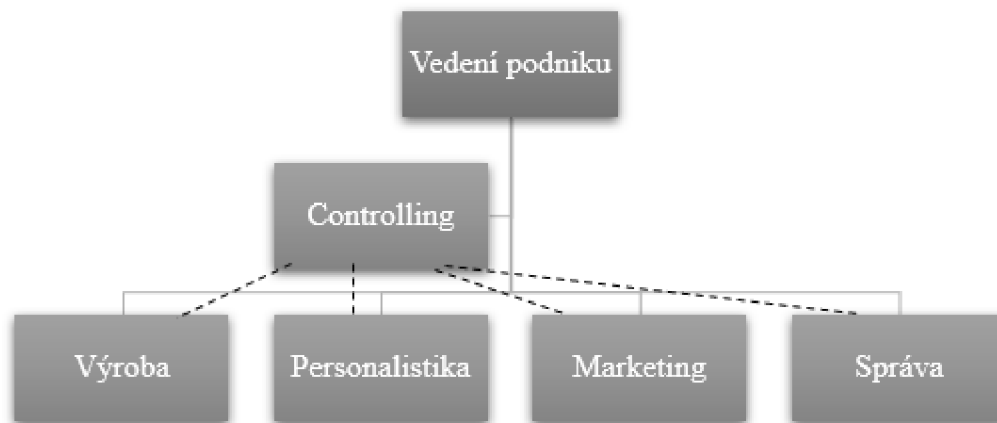 Vedení podniku
Controlling
Výroba
Personalistika
Marketing
Správa